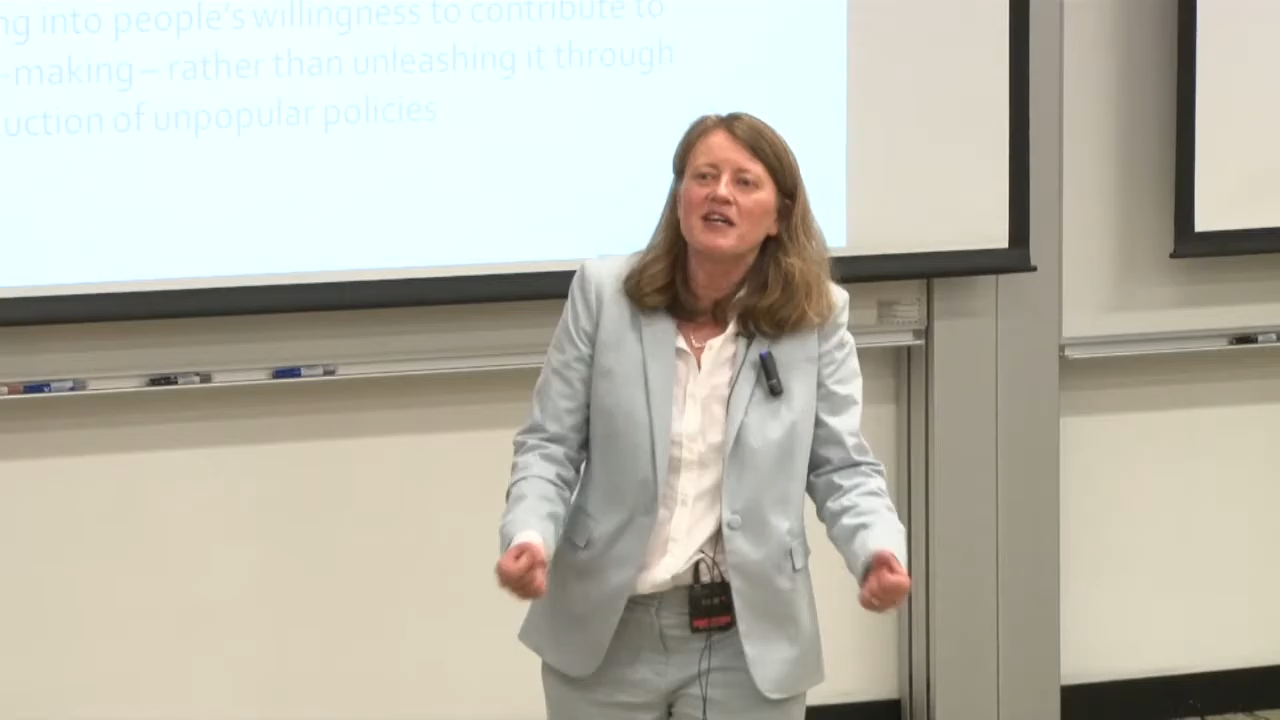 ng into people's willingness to contribute to
-making – rather than unleashing it through
uction of unpopular policies